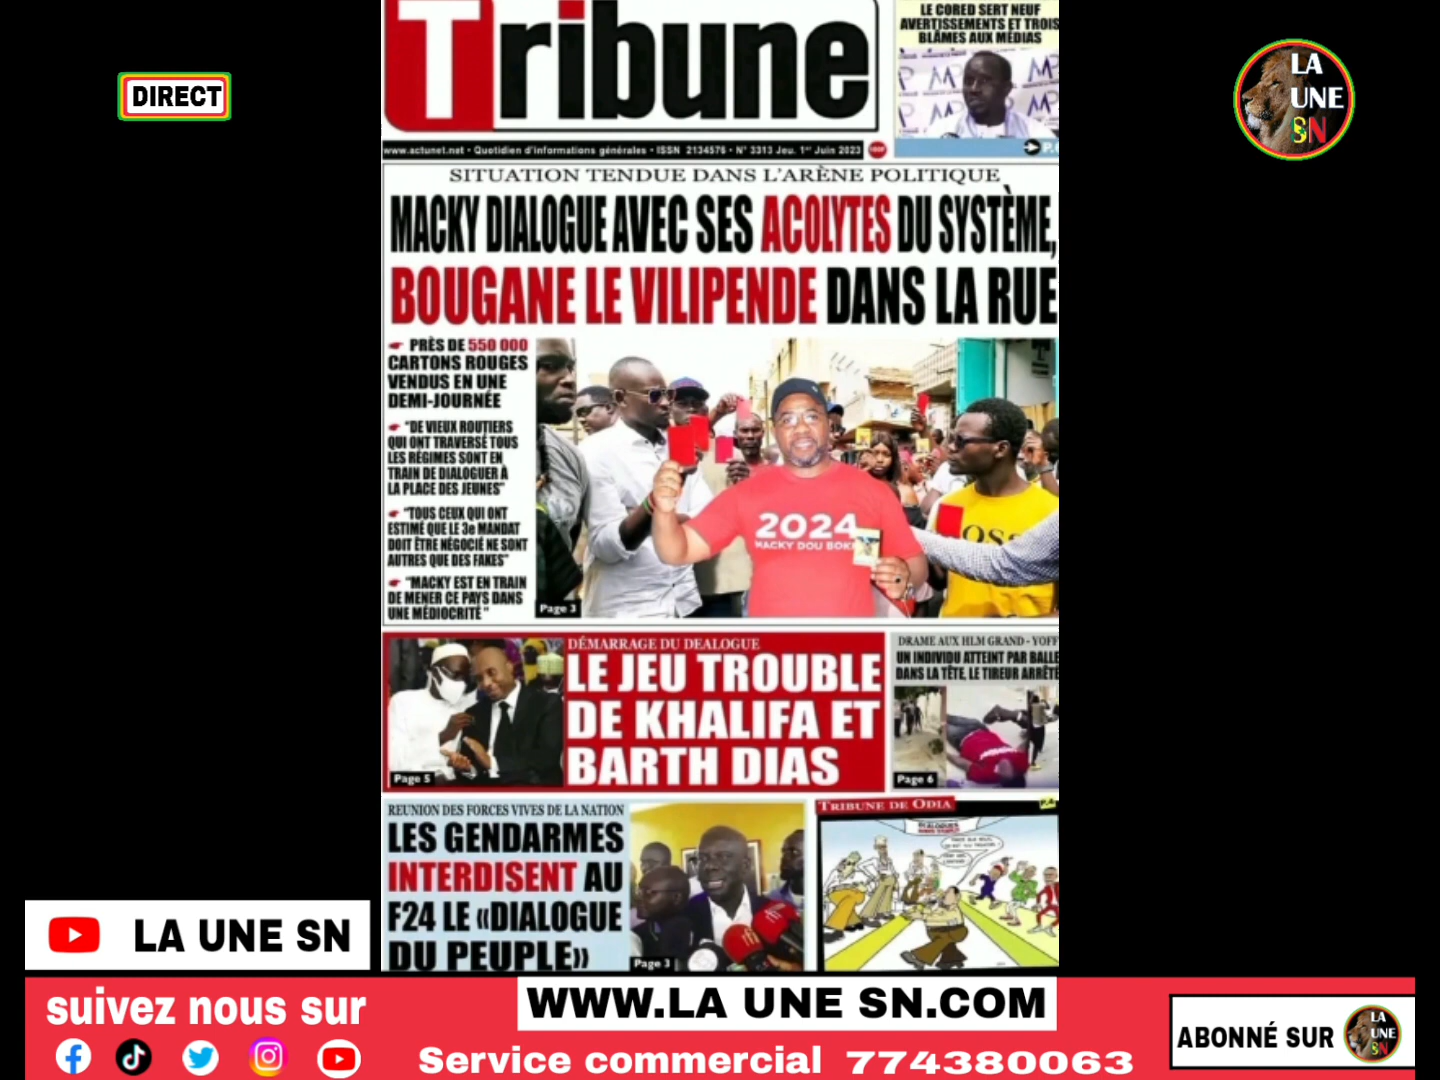 DIRECT
LA
UNE
SN
Tribune
LE CORED SERT NEUF
AVERTISSEMENTS ET TROIS
BLÂMES AUX MÉDIAS
www.actunet.net • Quotidien d'informations générales • ISSN 2134576 • N° 3313 Jeu. 1er Juin 2023
SITUATION TENDUE DANS L'ARÈNE POLITIQUE
MACKY DIALOGUE AVEC SES ACOLYTES DU SYSTÈME,
BOUGANE LE VILIPENDE DANS LA RUE
PRÈS DE 550 000
CARTONS ROUGES
VENDUS EN UNE
DEMI-JOURNÉE
"DE VIEUX ROUTIERS
QUI ONT TRAVERSÉ TOUS
LES RÉGIMES SONT EN
TRAIN DE DIALOGUER À
LA PLACE DES JEUNES"
"TOUS CEUX QUI ONT
ESTIMÉ QUE LE 3e MANDAT
DOIT ÊTRE NÉGOCIÉ NE SONT
AUTRES QUE DES FAKES"
"MACKY EST EN TRAIN
DE MENER CE PAYS DANS
UNE MÉDIOCRITÉ"
2024
MACKY DOU BOK
Page 3
DÉMARRAGE DU DEALOGUE
LE JEU TROUBLE
DE KHALIFA ET
BARTH DIAS
Page 5
DRAME AUX HLM GRAND - YOFF
UN INDIVIDU ATTEINT PAR BALLE
DANS LA TÊTE, LE TIREUR ARRÊTÉ
Page 6
REUNION DES FORCES VIVES DE LA NATION
LES GENDARMES
INTERDISENT AU
F24 LE «DIALOGUE
DU PEUPLE»
Page 3
TRIBUNE DE ODIA
LA UNE SN
suivez nous sur
WWW.LA UNE SN.COM
Service commercial 774380063
ABONNÉ SUR
LA
UNE
SN